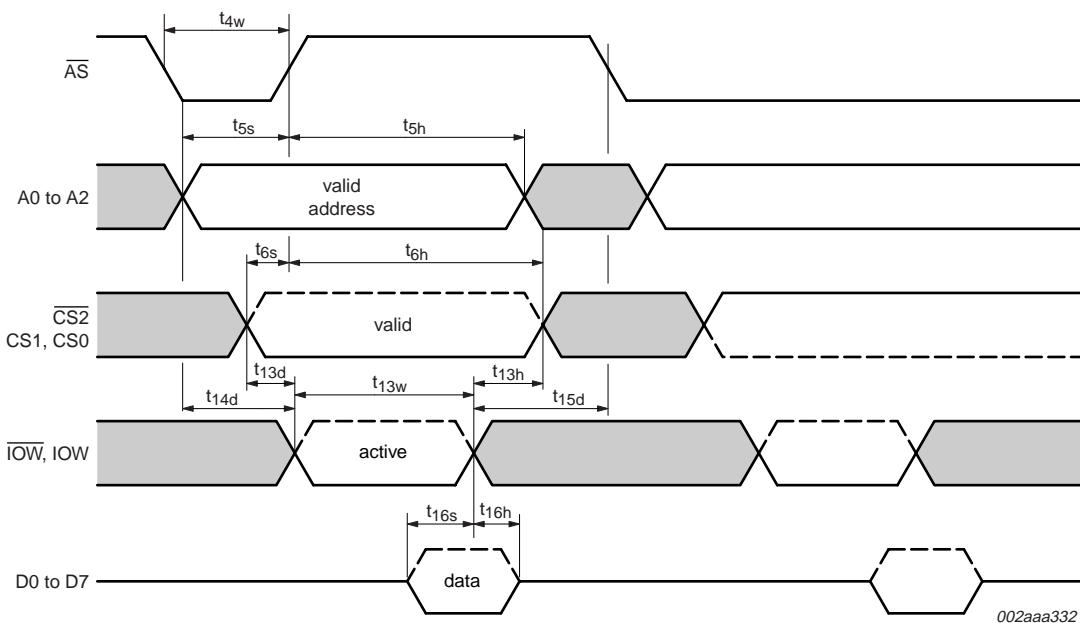 t4w
AS
t5s
t5h
A0 to A2
valid
address
t6s
t6h
CS2
CS1, CS0
valid
t13d
t13w
t13h
t14d
t15d
IOW, IOW
active
t16s
t16h
D0 to D7
data
002aaa332